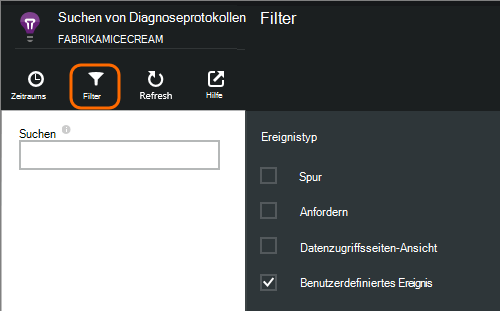 Suchen von Diagnoseprotokollen
FABRIKAMICECREAM
Zeitraums
Filter
Refresh
Hilfe
Suchen
Filter
Ereignistyp
Spur
Anfordern
Datenzugriffsseiten-Ansicht
Benutzerdefiniertes Ereignis